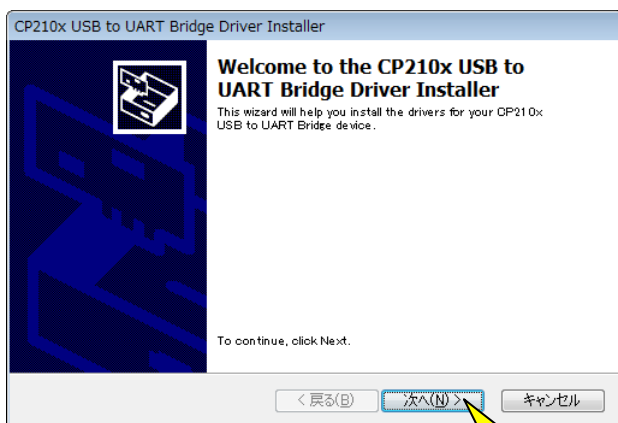 CP210x USB to UART Bridge Driver Installer
Welcome to the CP210x USB to
UART Bridge Driver Installer
This wizard will help you install the drivers for your CP210x
USB to UART Bridge device.
To continue, click Next.
< 戻る(B) 次へ(N) > キャンセル